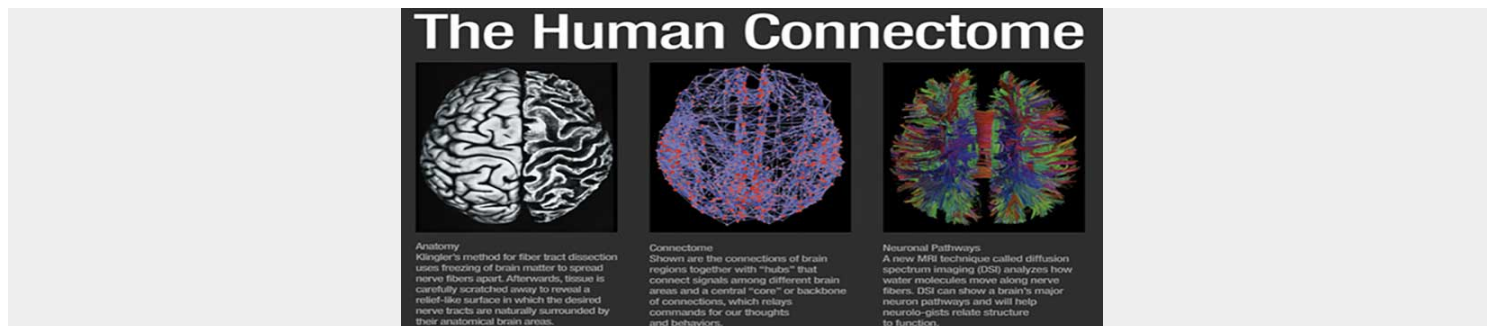 The Human Connectome
Anatomy
Klingler's method for fiber tract dissection
uses freezing of brain matter to spread
nerve fibers apart. Afterwards, tissue is
carefully scratched away to reveal a
relief-like surface in which the desired
nerve tracts are naturally surrounded by
their anatomical brain areas.
Connectome
Shown are the connections of brain
regions together with “hubs” that
connect signals among different brain
areas and a central “core” or backbone
of connections, which relays
commands for our thoughts
and behaviors.
Neuronal Pathways
A new MRI technique called diffusion
spectrum imaging (DSI) analyzes how
water molecules move along nerve
fibers. DSI can show a brain's major
neuron pathways and will help
neurolo-gists relate structure
to function.